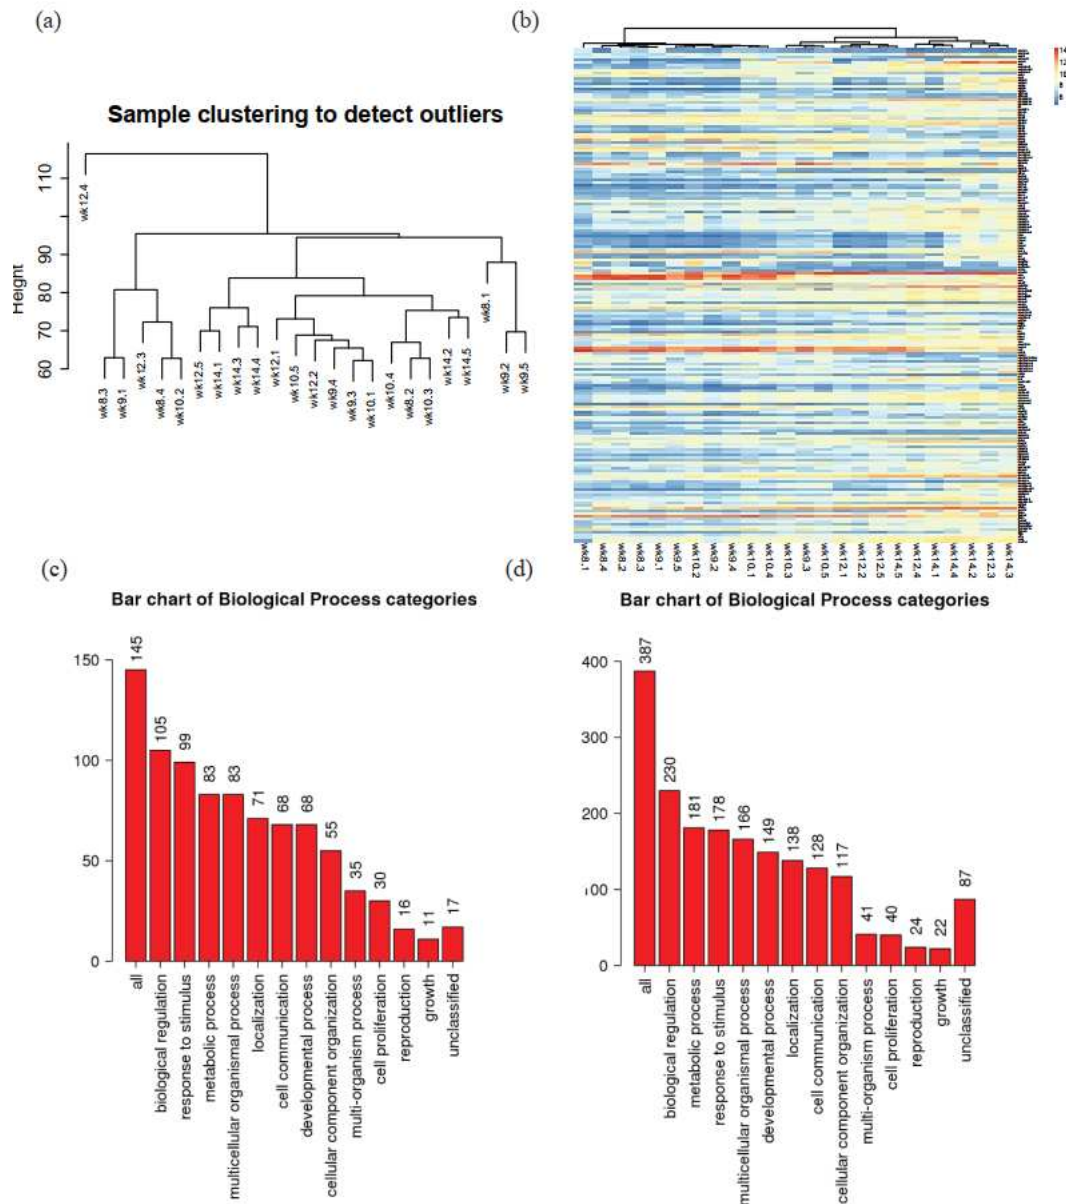 (a)
Sample clustering to detect outliers
Height
110
90
80
70
60
wk12.4
wk8.3
wk9.1
wk12.3
wk8.4
wk10.2
wk12.5
wk14.1
wk14.3
wk14.4
wk12.1
wk10.5
wk12.2
wk9.4
wk9.3
wk10.1
wk10.4
wk8.2
wk10.3
wk14.2
wk14.5
wk8.1
wk9.2
wk9.5
(b)
14
12
10
8
6
wk8.1
wk8.4
wk8.2
wk8.3
wk9.1
wk9.5
wk10.2
wk9.2
wk9.4
wk10.1
wk10.4
wk10.3
wk9.3
wk10.5
wk12.1
wk12.2
wk12.5
wk14.5
wk12.4
wk14.1
wk14.4
wk14.2
wk12.3
wk14.3
(c)
Bar chart of Biological Process categories
150
100
50
0
145
105
99
83
83
71
68
68
55
35
30
16
11
17
all
biological regulation
response to stimulus
metabolic process
multicellular organismal process
localization
cell communication
developmental process
cellular component organization
multi-organism process
cell proliferation
reproduction
growth
unclassified
(d)
Bar chart of Biological Process categories
400
300
200
100
0
387
230
181
178
166
149
138
128
117
41
40
24
22
87
all
biological regulation
metabolic process
response to stimulus
multicellular organismal process
developmental process
localization
cell communication
cellular component organization
multi-organism process
cell proliferation
reproduction
growth
unclassified